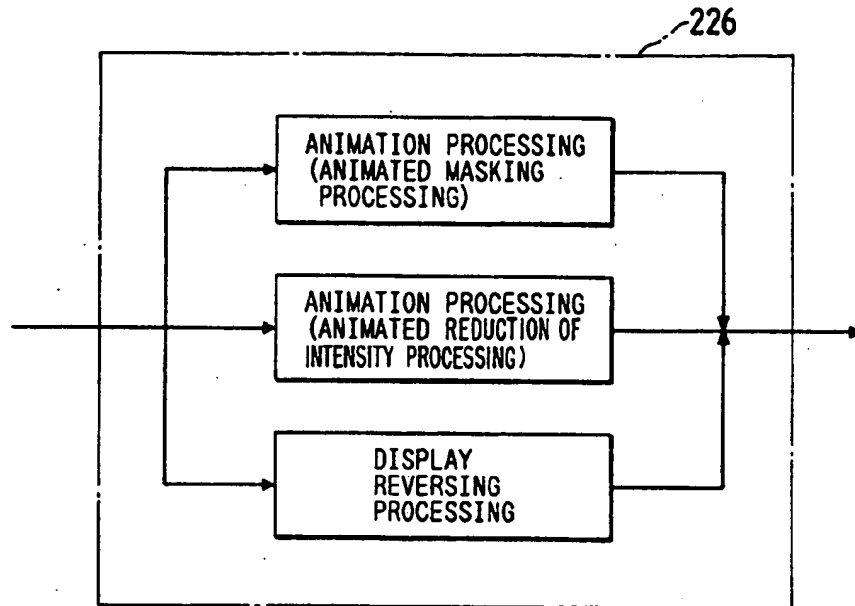 226
ANIMATION PROCESSING
(ANIMATED MASKING
PROCESSING)
ANIMATION PROCESSING
(ANIMATED REDUCTION OF
INTENSITY PROCESSING)
DISPLAY
REVERSING
PROCESSING